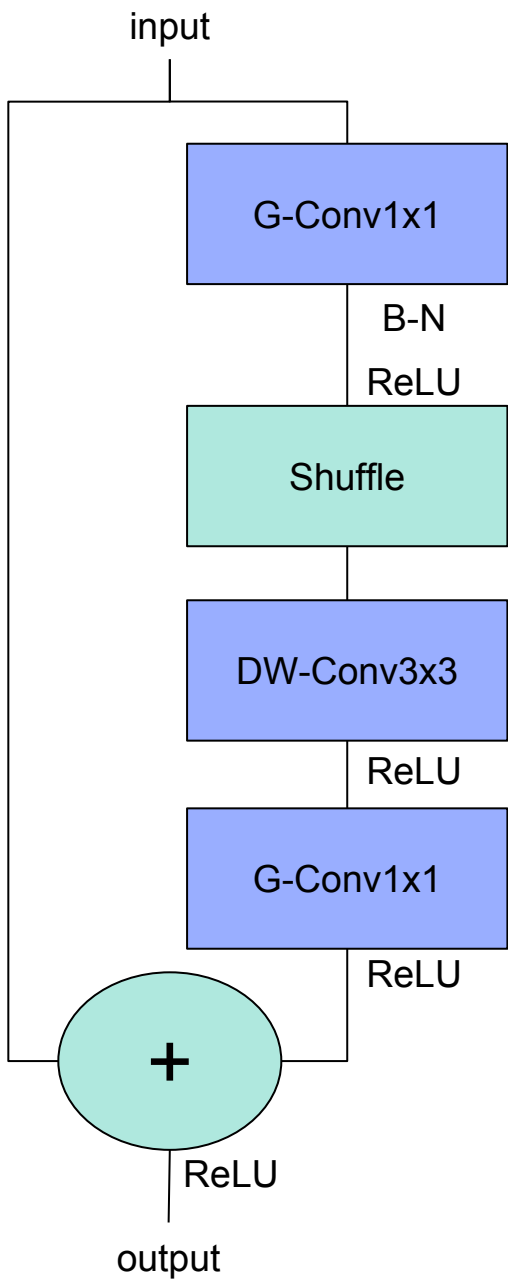 input
G-Conv1x1
B-N
ReLU
Shuffle
DW-Conv3x3
ReLU
G-Conv1x1
ReLU
+
ReLU
output